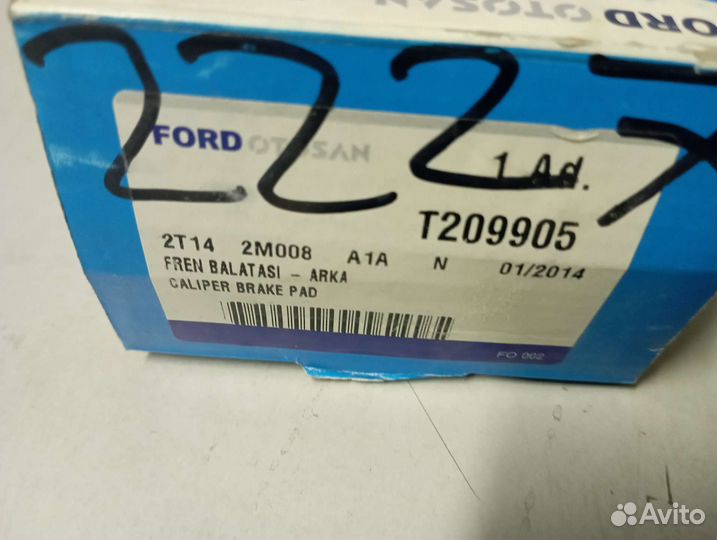 FORD OTOSAN
2227
FORD OTOSAN
1 Ad.
T209905
2T14 2M008 A1A N 01/2014
FREN BALATASI - ARKA
CALIPER BRAKE PAD
FO 002
Avito